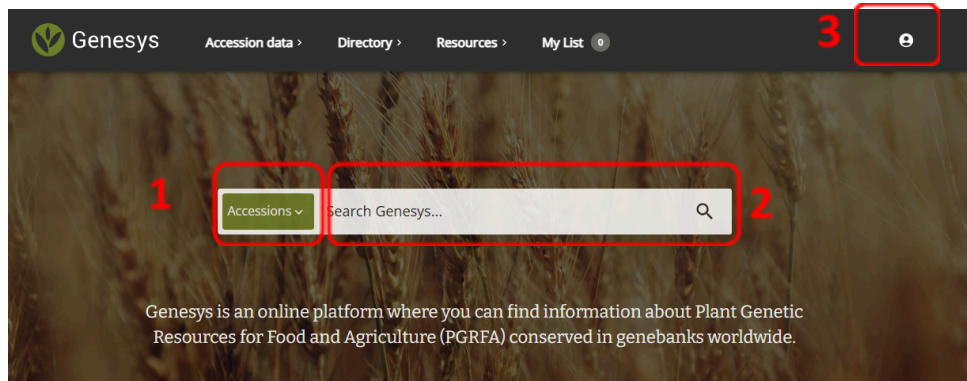 Genesys Accession data > Directory > Resources > My List 0 3
1 Accessions Search Genesys... 2
Genesys is an online platform where you can find information about Plant Genetic
Resources for Food and Agriculture (PGRFA) conserved in genebanks worldwide.